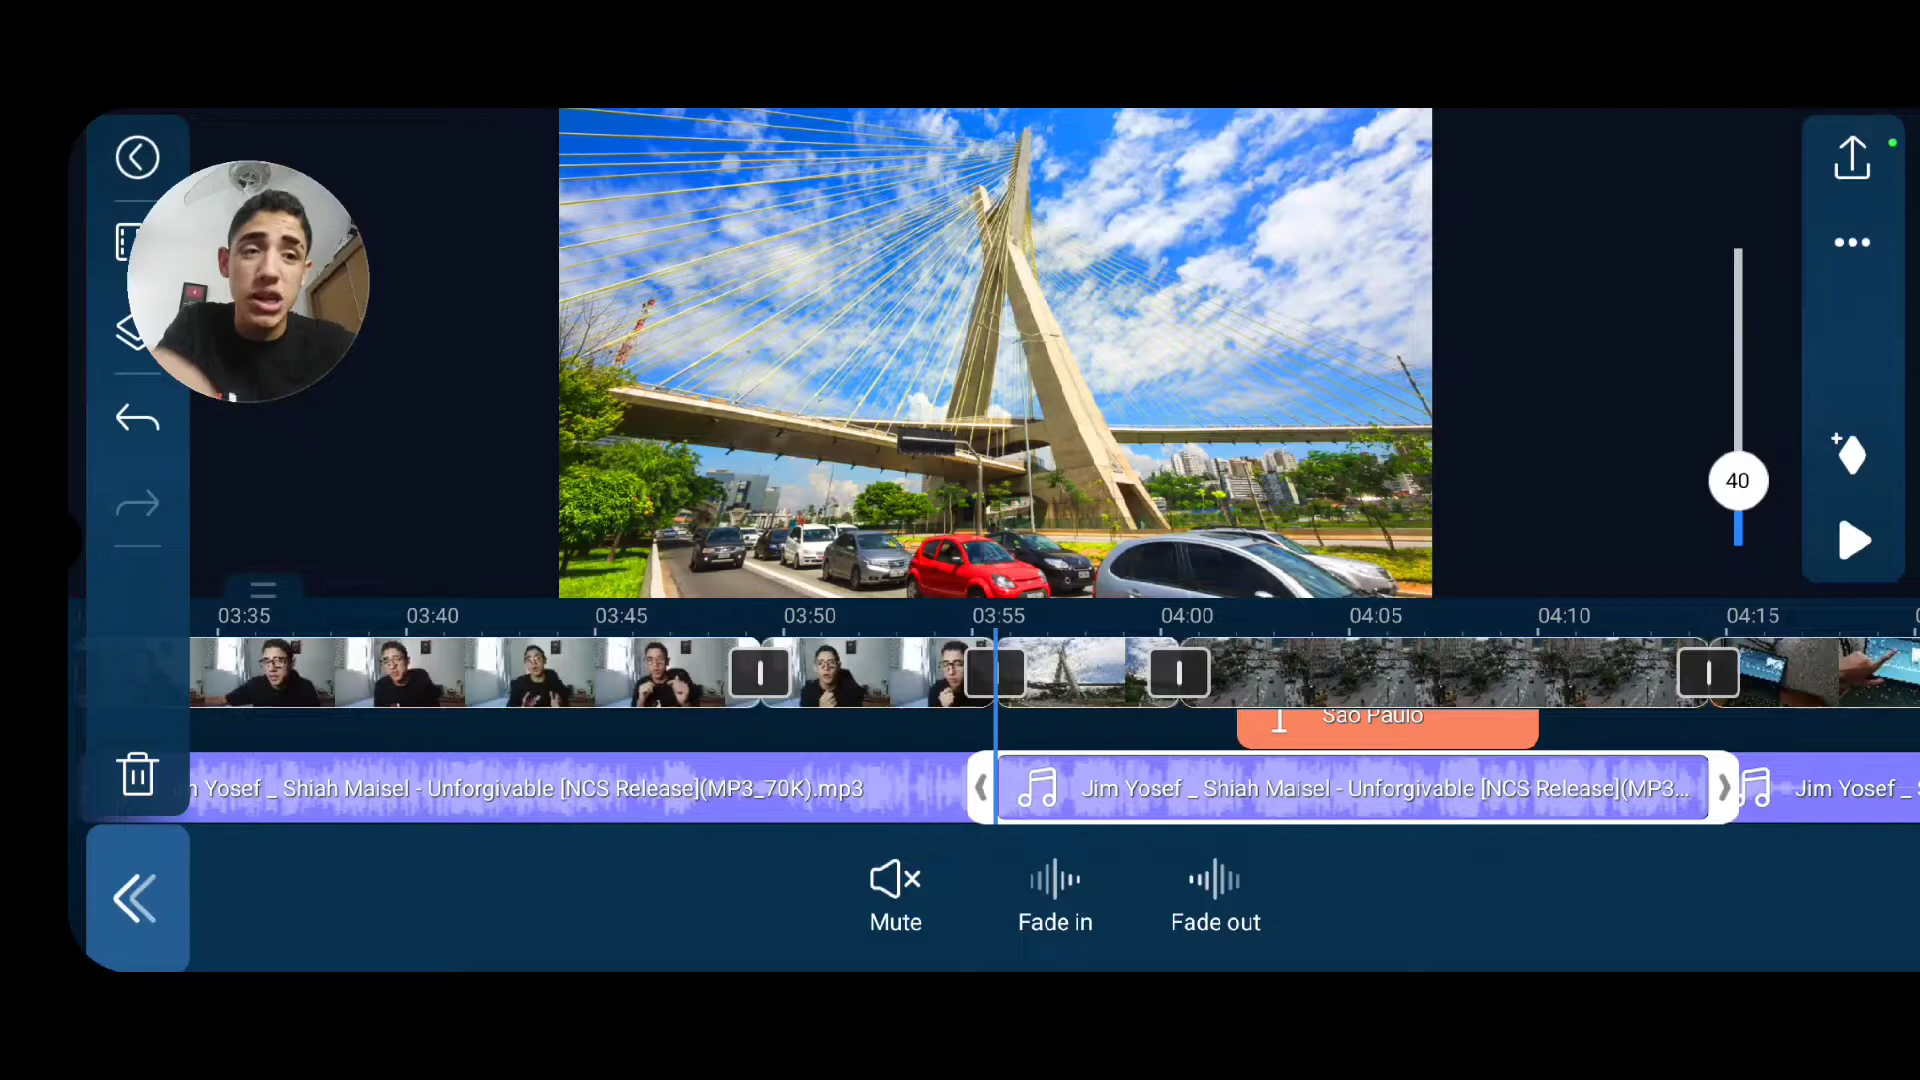 40
03:35 03:40 03:45 03:50 03:55 04:00 04:05 04:10 04:15
São Paulo
Yosef _ Shiah Maisel - Unforgivable [NCS Release](MP3_70K).mp3
Jim Yosef _ Shiah Maisel - Unforgivable [NCS Release](MP3...
Jim Yosef _
Mute Fade in Fade out